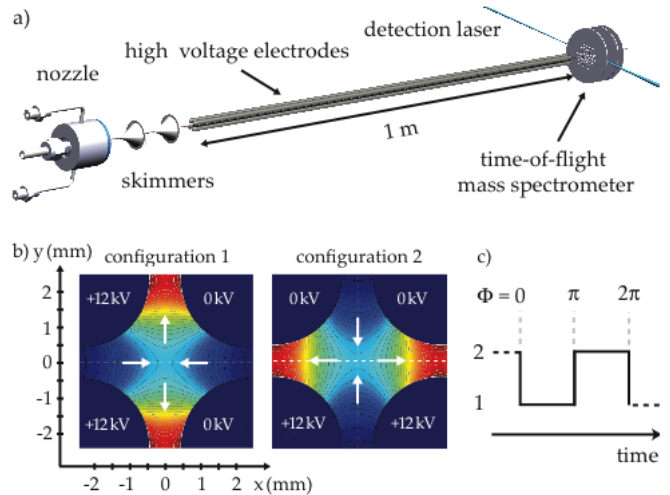 a)
detection laser
high voltage electrodes
nozzle
1 m
skimmers
time-of-flight
mass spectrometer
b) y (mm)
configuration 1
configuration 2
c)
2
1
0
-1
-2
+12 kV
0 kV
+12 kV
0 kV
0 kV
0 kV
+12 kV
+12 kV
-2 -1 0 1 2 x (mm)
Φ = 0 π 2π
2
1
time